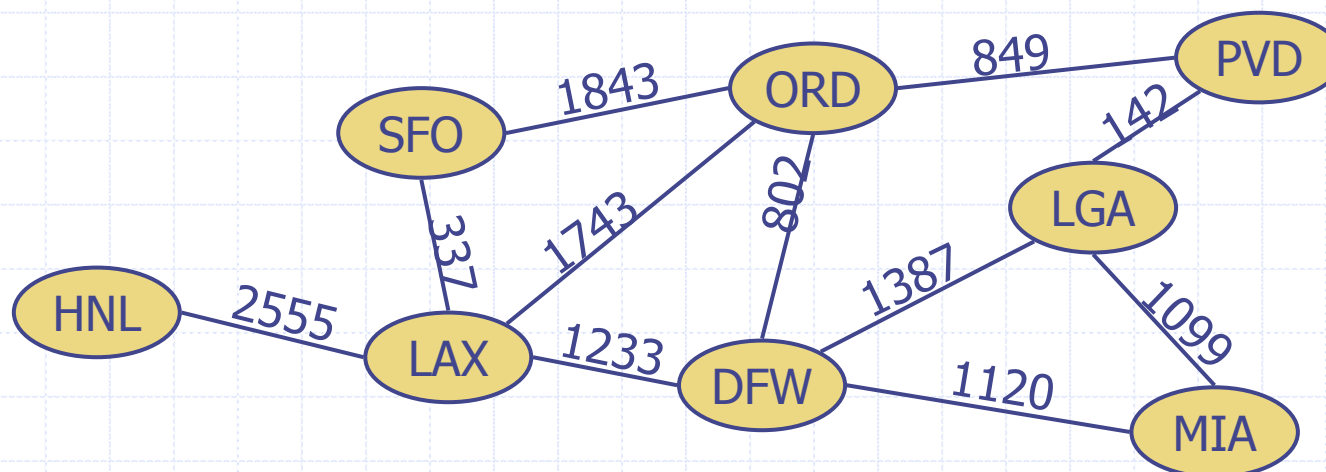 PVD
849
ORD
1843
142
SFO
802
LGA
1743
337
1387
HNL
2555
1099
LAX
1233
DFW
1120
MIA